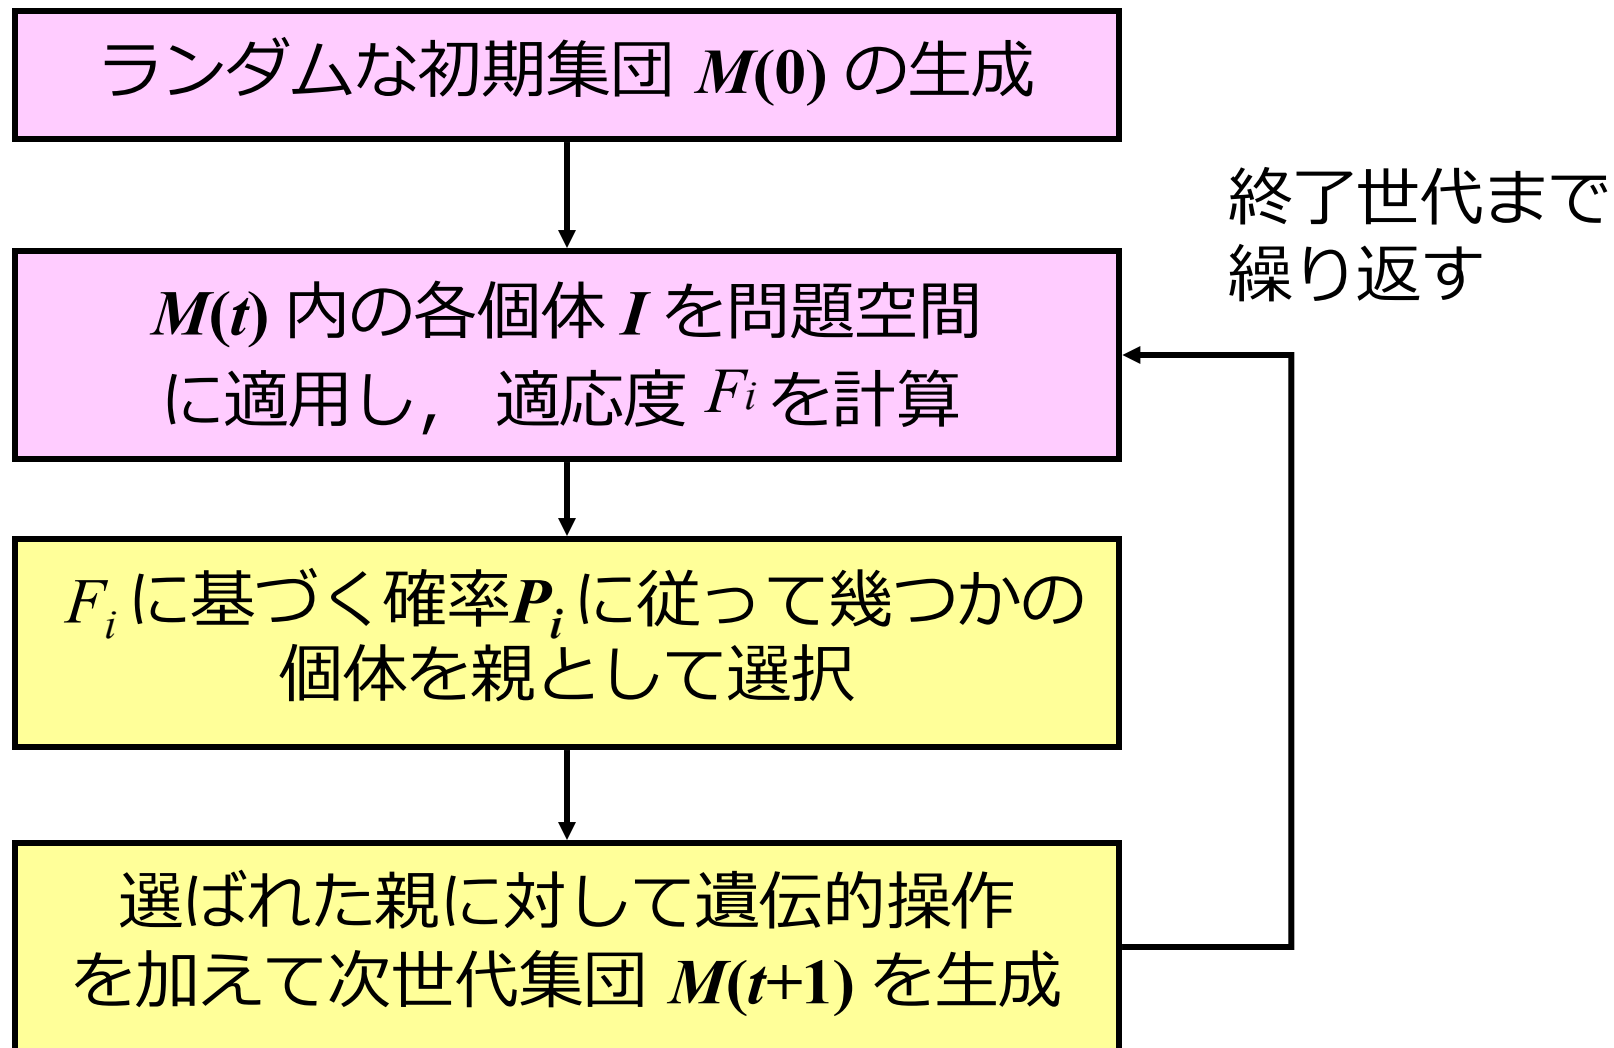 ランダムな初期集団 M(0) の生成
終了世代まで
繰り返す
M(t) 内の各個体 I を問題空間
に適用し, 適応度 Fi を計算
Fi に基づく確率Pi に従って幾つかの
個体を親として選択
選ばれた親に対して遺伝的操作
を加えて次世代集団 M(t+1) を生成